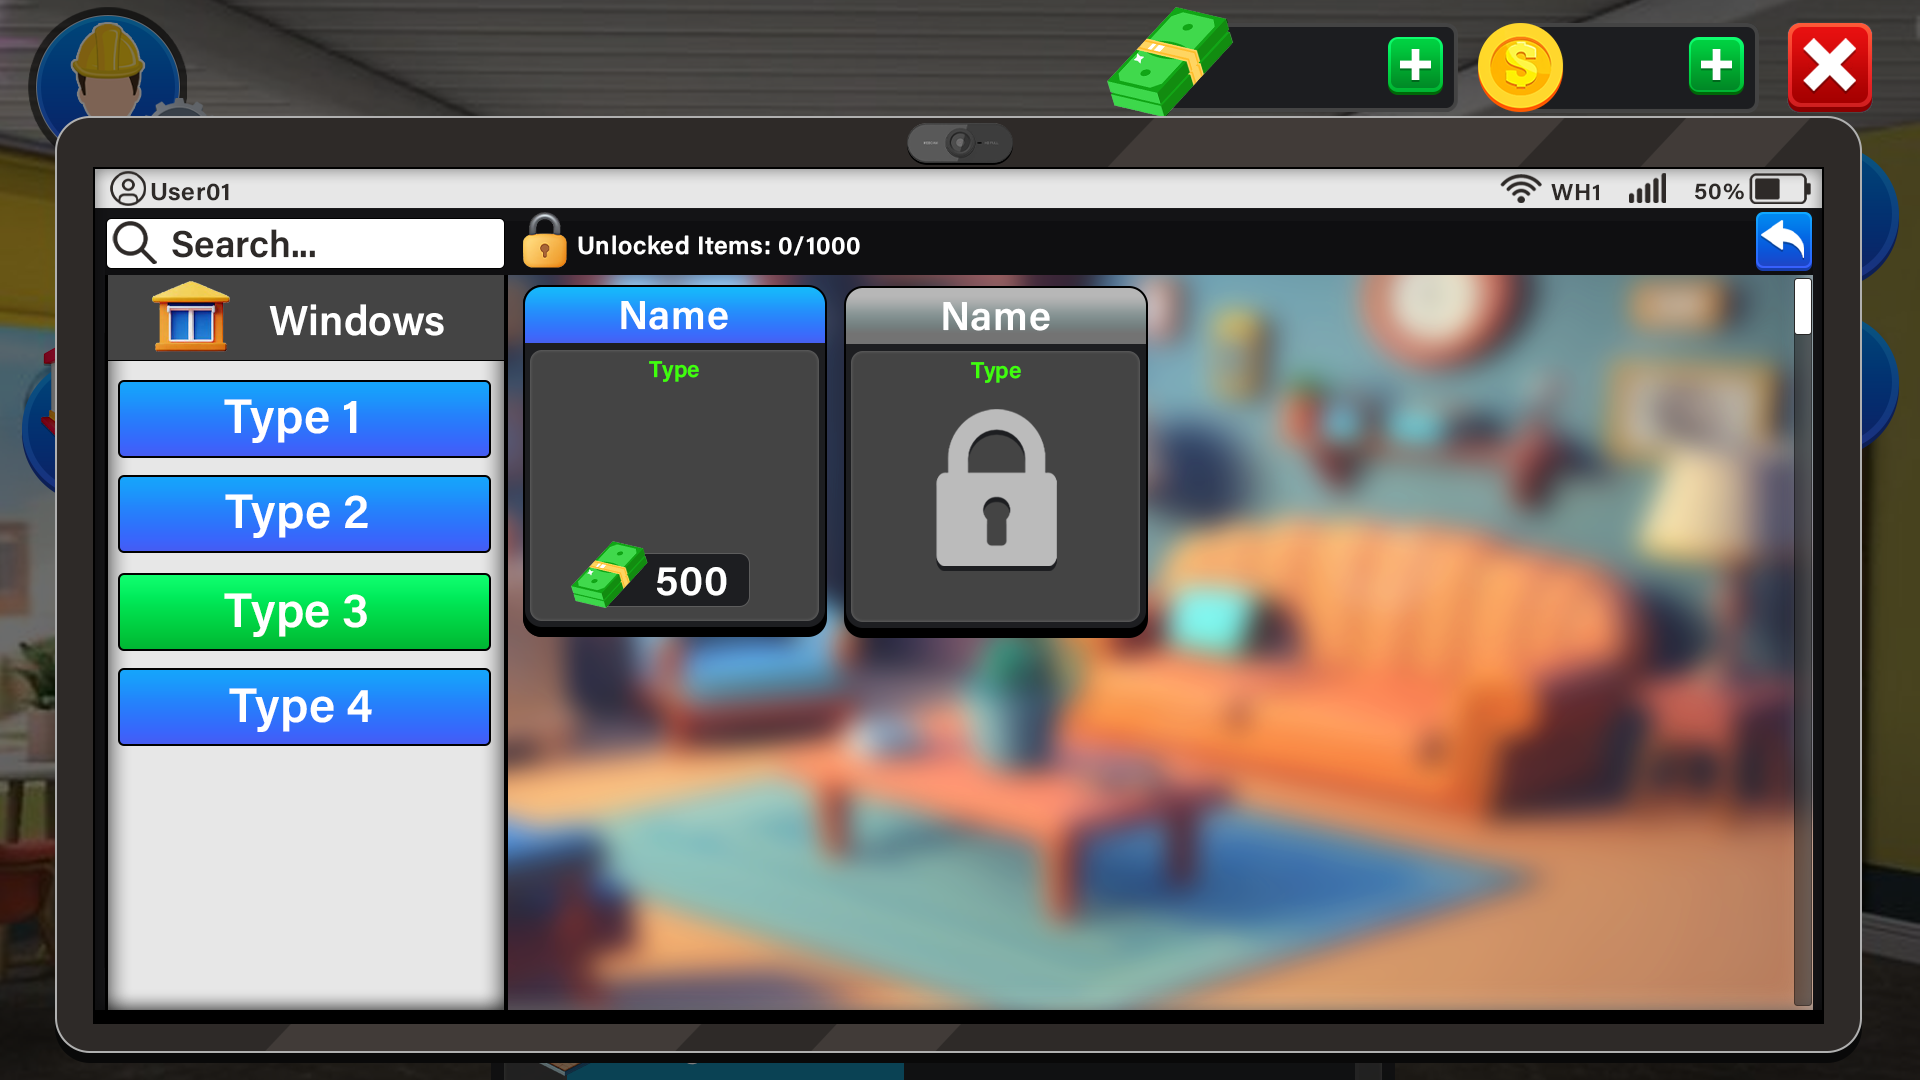 User01
WH1
50%
Search...
Unlocked Items: 0/1000
Windows
Type 1
Type 2
Type 3
Type 4
Name
Type
500
Name
Type